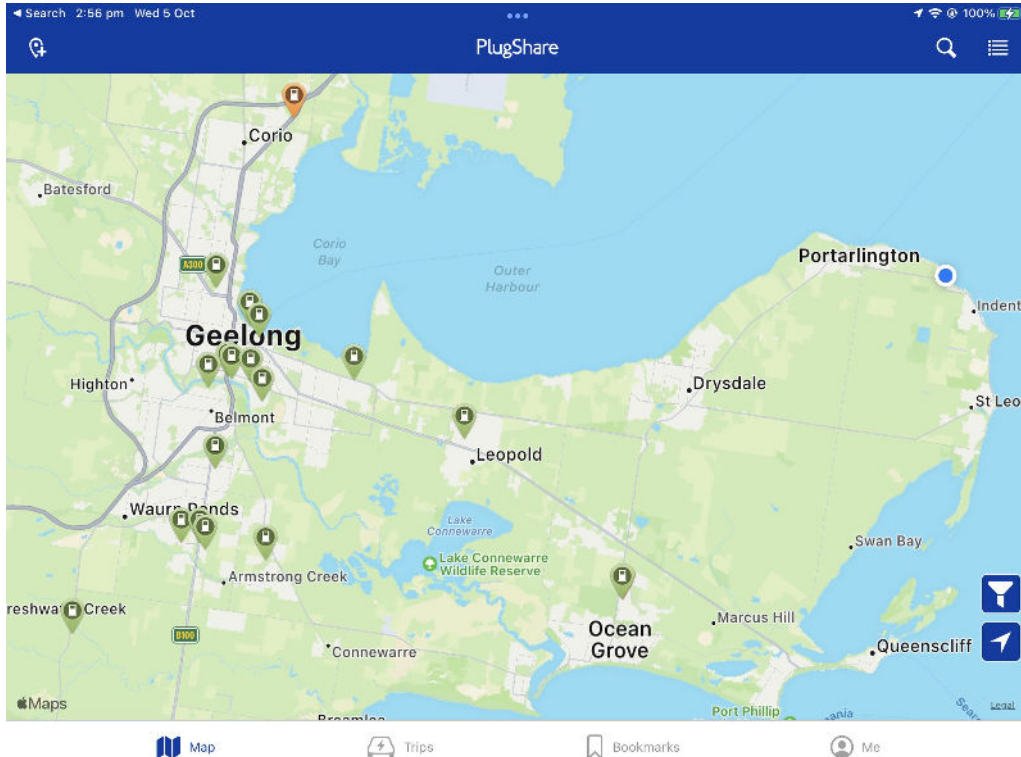 Search 2:56 pm Wed 5 Oct
100%
PlugShare
Corio
Batesford
Corio
Bay
Outer
Harbour
Portarlington
A300
Indent
Geelong
Highton
Drysdale
St Leo
Belmont
Leopold
Waurn Ponds
Lake
Connewarre
Swan Bay
Lake Connewarre
Wildlife Reserve
Armstrong Creek
reshwat Creek
Marcus Hill
B100
Ocean
Grove
Queenscliff
Connewarre
Maps
Port Phillip
Legal
Map
Trips
Bookmarks
Me